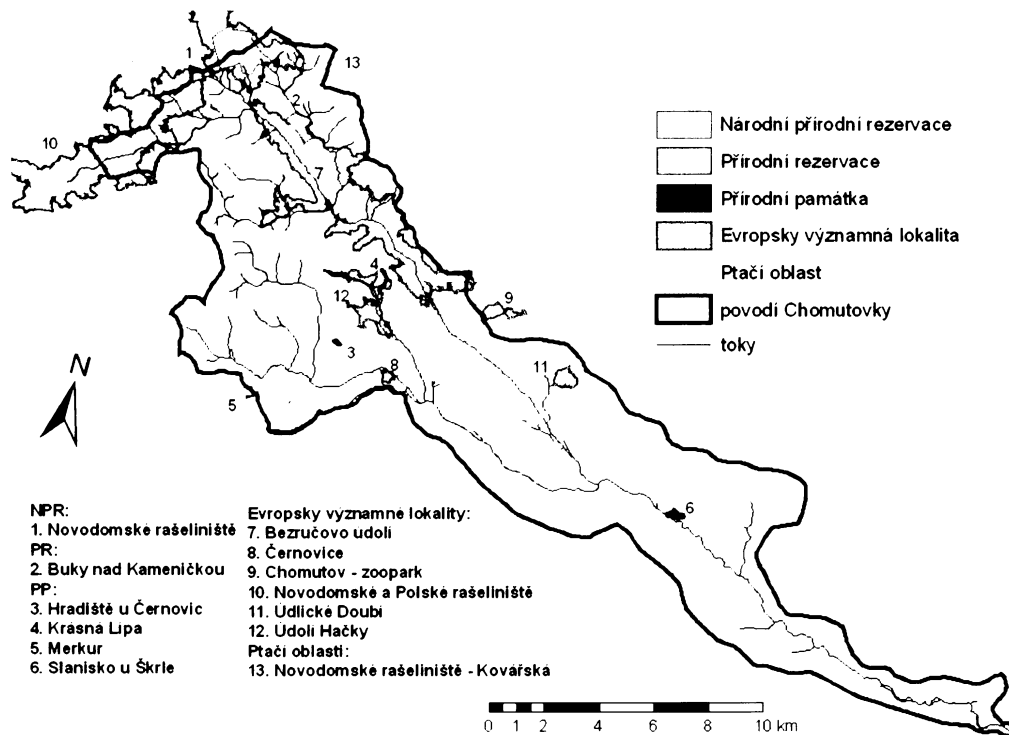 1
2
13
10
2
7
4
9
12
3
8
11
5
6
N
Národní přírodní rezervace
Přírodní rezervace
Přírodní památka
Evropsky významná lokalita
Ptačí oblast
povodí Chomutovky
toky
NPR:
1. Novodomské rašeliniště
PR:
2. Buky nad Kameničkou
PP:
3. Hradiště u Černovic
4. Krásná Lípa
5. Merkur
6. Slanisko u Škrle
Evropsky významné lokality:
7. Bezručovo údolí
8. Černovice
9. Chomutov - zoopark
10. Novodomské a Polské rašeliniště
11. Údlické Doubí
12. Údolí Hačky
Ptačí oblasti:
13. Novodomské rašeliniště - Kovářská
0 1 2 4 6 8 10 km